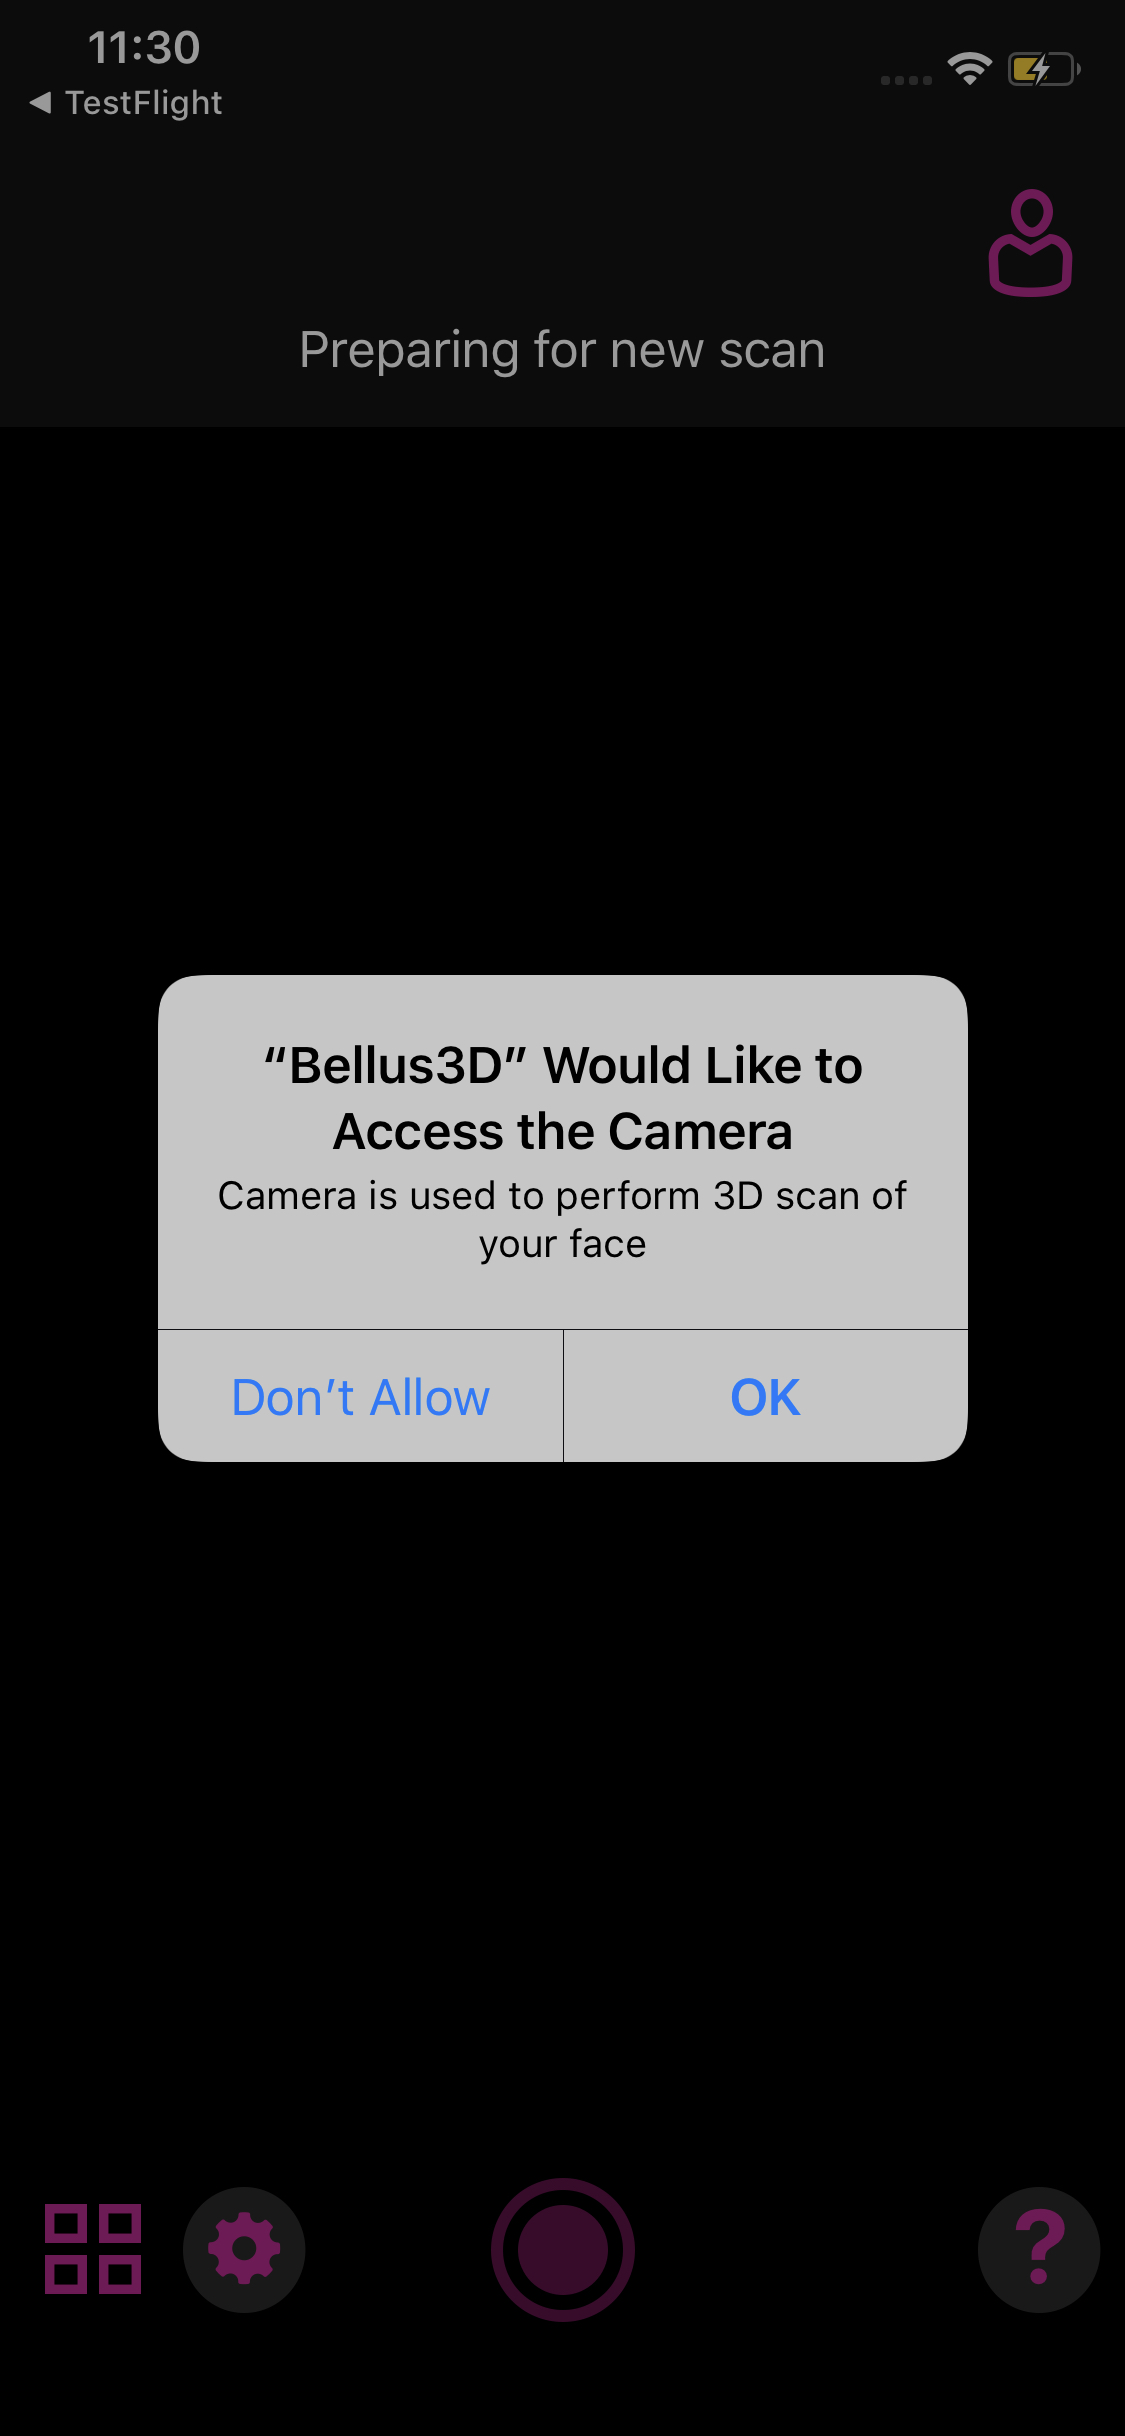 11:30
◀ TestFlight
Preparing for new scan
“Bellus3D” Would Like to
Access the Camera
Camera is used to perform 3D scan of
your face
Don’t Allow
OK
?